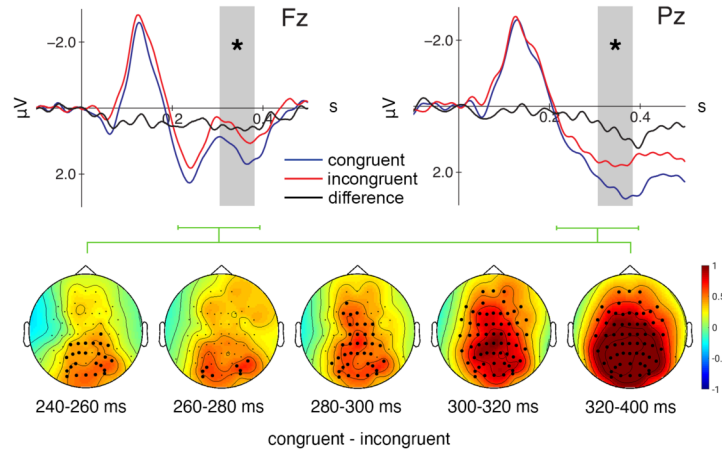 Fz
Pz
-2.0
-2.0
*
*
μV
0.2
0.4
s
μV
0.2
0.4
s
2.0
2.0
congruent
incongruent
difference
1
0.5
0
-0.5
-1
240-260 ms
260-280 ms
280-300 ms
300-320 ms
320-400 ms
congruent - incongruent